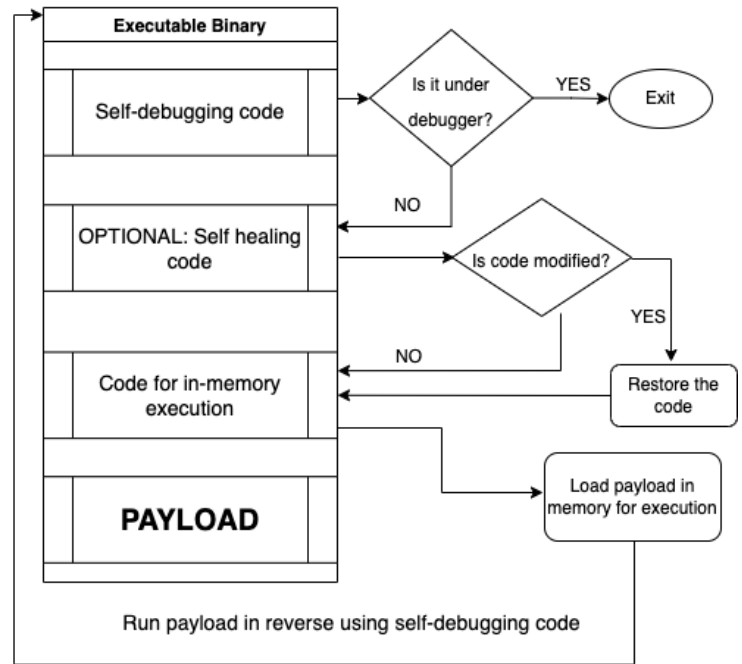 Executable Binary
Self-debugging code
Is it under
debugger?
YES
Exit
NO
OPTIONAL: Self healing
code
Is code modified?
YES
NO
Restore the
code
Code for in-memory
execution
Load payload in
memory for execution
PAYLOAD
Run payload in reverse using self-debugging code